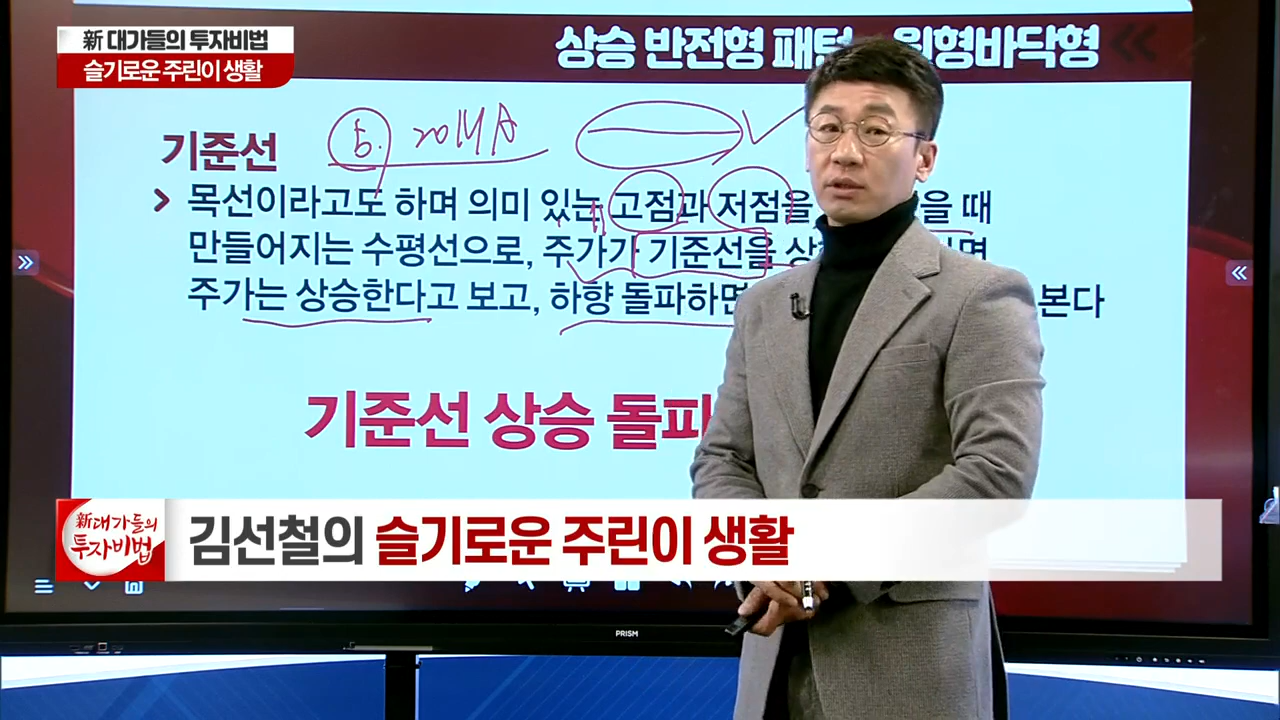 新 대가들의 투자비법
슬기로운 주린이 생활
상승 반전형 패턴 원형바닥형
기준선
5. 20MA
목선이라고도 하며 의미 있는 고점과 저점을 을 때
만들어지는 수평선으로, 주가가 기준선을 상 면
주가는 상승한다고 보고, 하향 돌파하면 본다
기준선 상승 돌파
新 대가들의
투자비법
김선철의 슬기로운 주린이 생활
PRISM